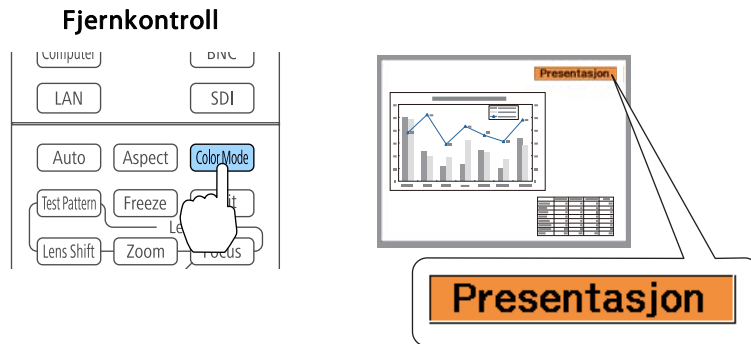 Fjernkontroll
Computer
BNC
LAN
SDI
Auto
Aspect
Color Mode
Test Pattern
Freeze
Lens Shift
Zoom
Focus
Presentasjon
Presentasjon